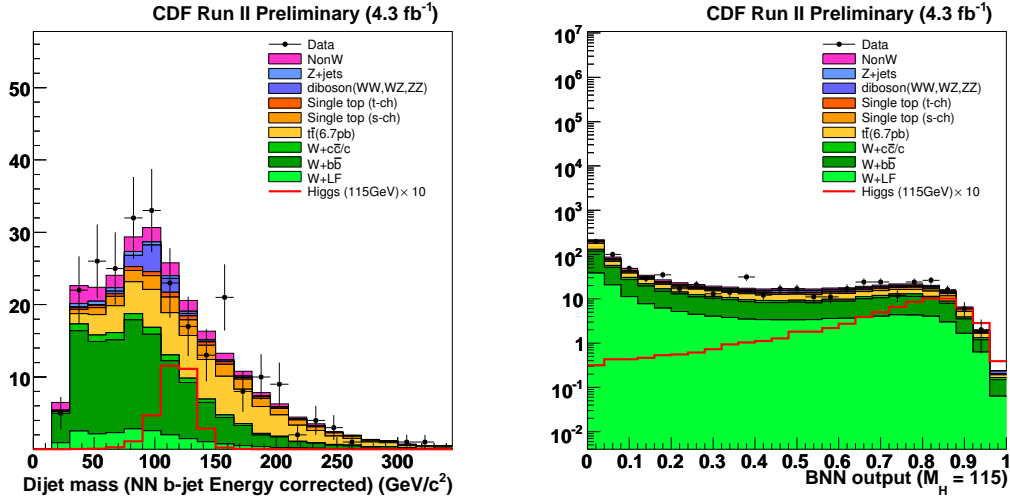 CDF Run II Preliminary (4.3 fb⁻¹)
50
40
30
20
10
Data
NonW
Z+jets
diboson(WW,WZ,ZZ)
Single top (t-ch)
Single top (s-ch)
tt̅(6.7pb)
W+cc̅/c
W+bb̅
W+LF
Higgs (115GeV)× 10
0 50 100 150 200 250 300
Dijet mass (NN b-jet Energy corrected) (GeV/c²)
CDF Run II Preliminary (4.3 fb⁻¹)
10⁷
10⁶
10⁵
10⁴
10³
10²
10
1
10⁻¹
10⁻²
Data
NonW
Z+jets
diboson(WW,WZ,ZZ)
Single top (t-ch)
Single top (s-ch)
tt̅(6.7pb)
W+cc̅/c
W+bb̅
W+LF
Higgs (115GeV)× 10
0 0.1 0.2 0.3 0.4 0.5 0.6 0.7 0.8 0.9 1
BNN output (M_H = 115)